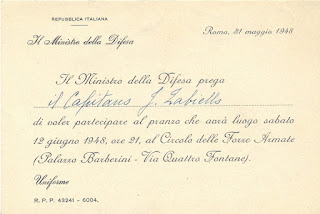 REPUBBLICA ITALIANA
Il Ministro della Difesa
Roma, 21 maggio 1948
Il Ministro della Difesa prega
il Capitano J. Zabiello
di voler partecipare al pranzo che avrà luogo sabato
12 giugno 1948, ore 21, al Circolo delle Forze Armate
(Palazzo Barberini - Via Quattro Fontane).
Uniforme
R. P. P. 43241 - 6004.